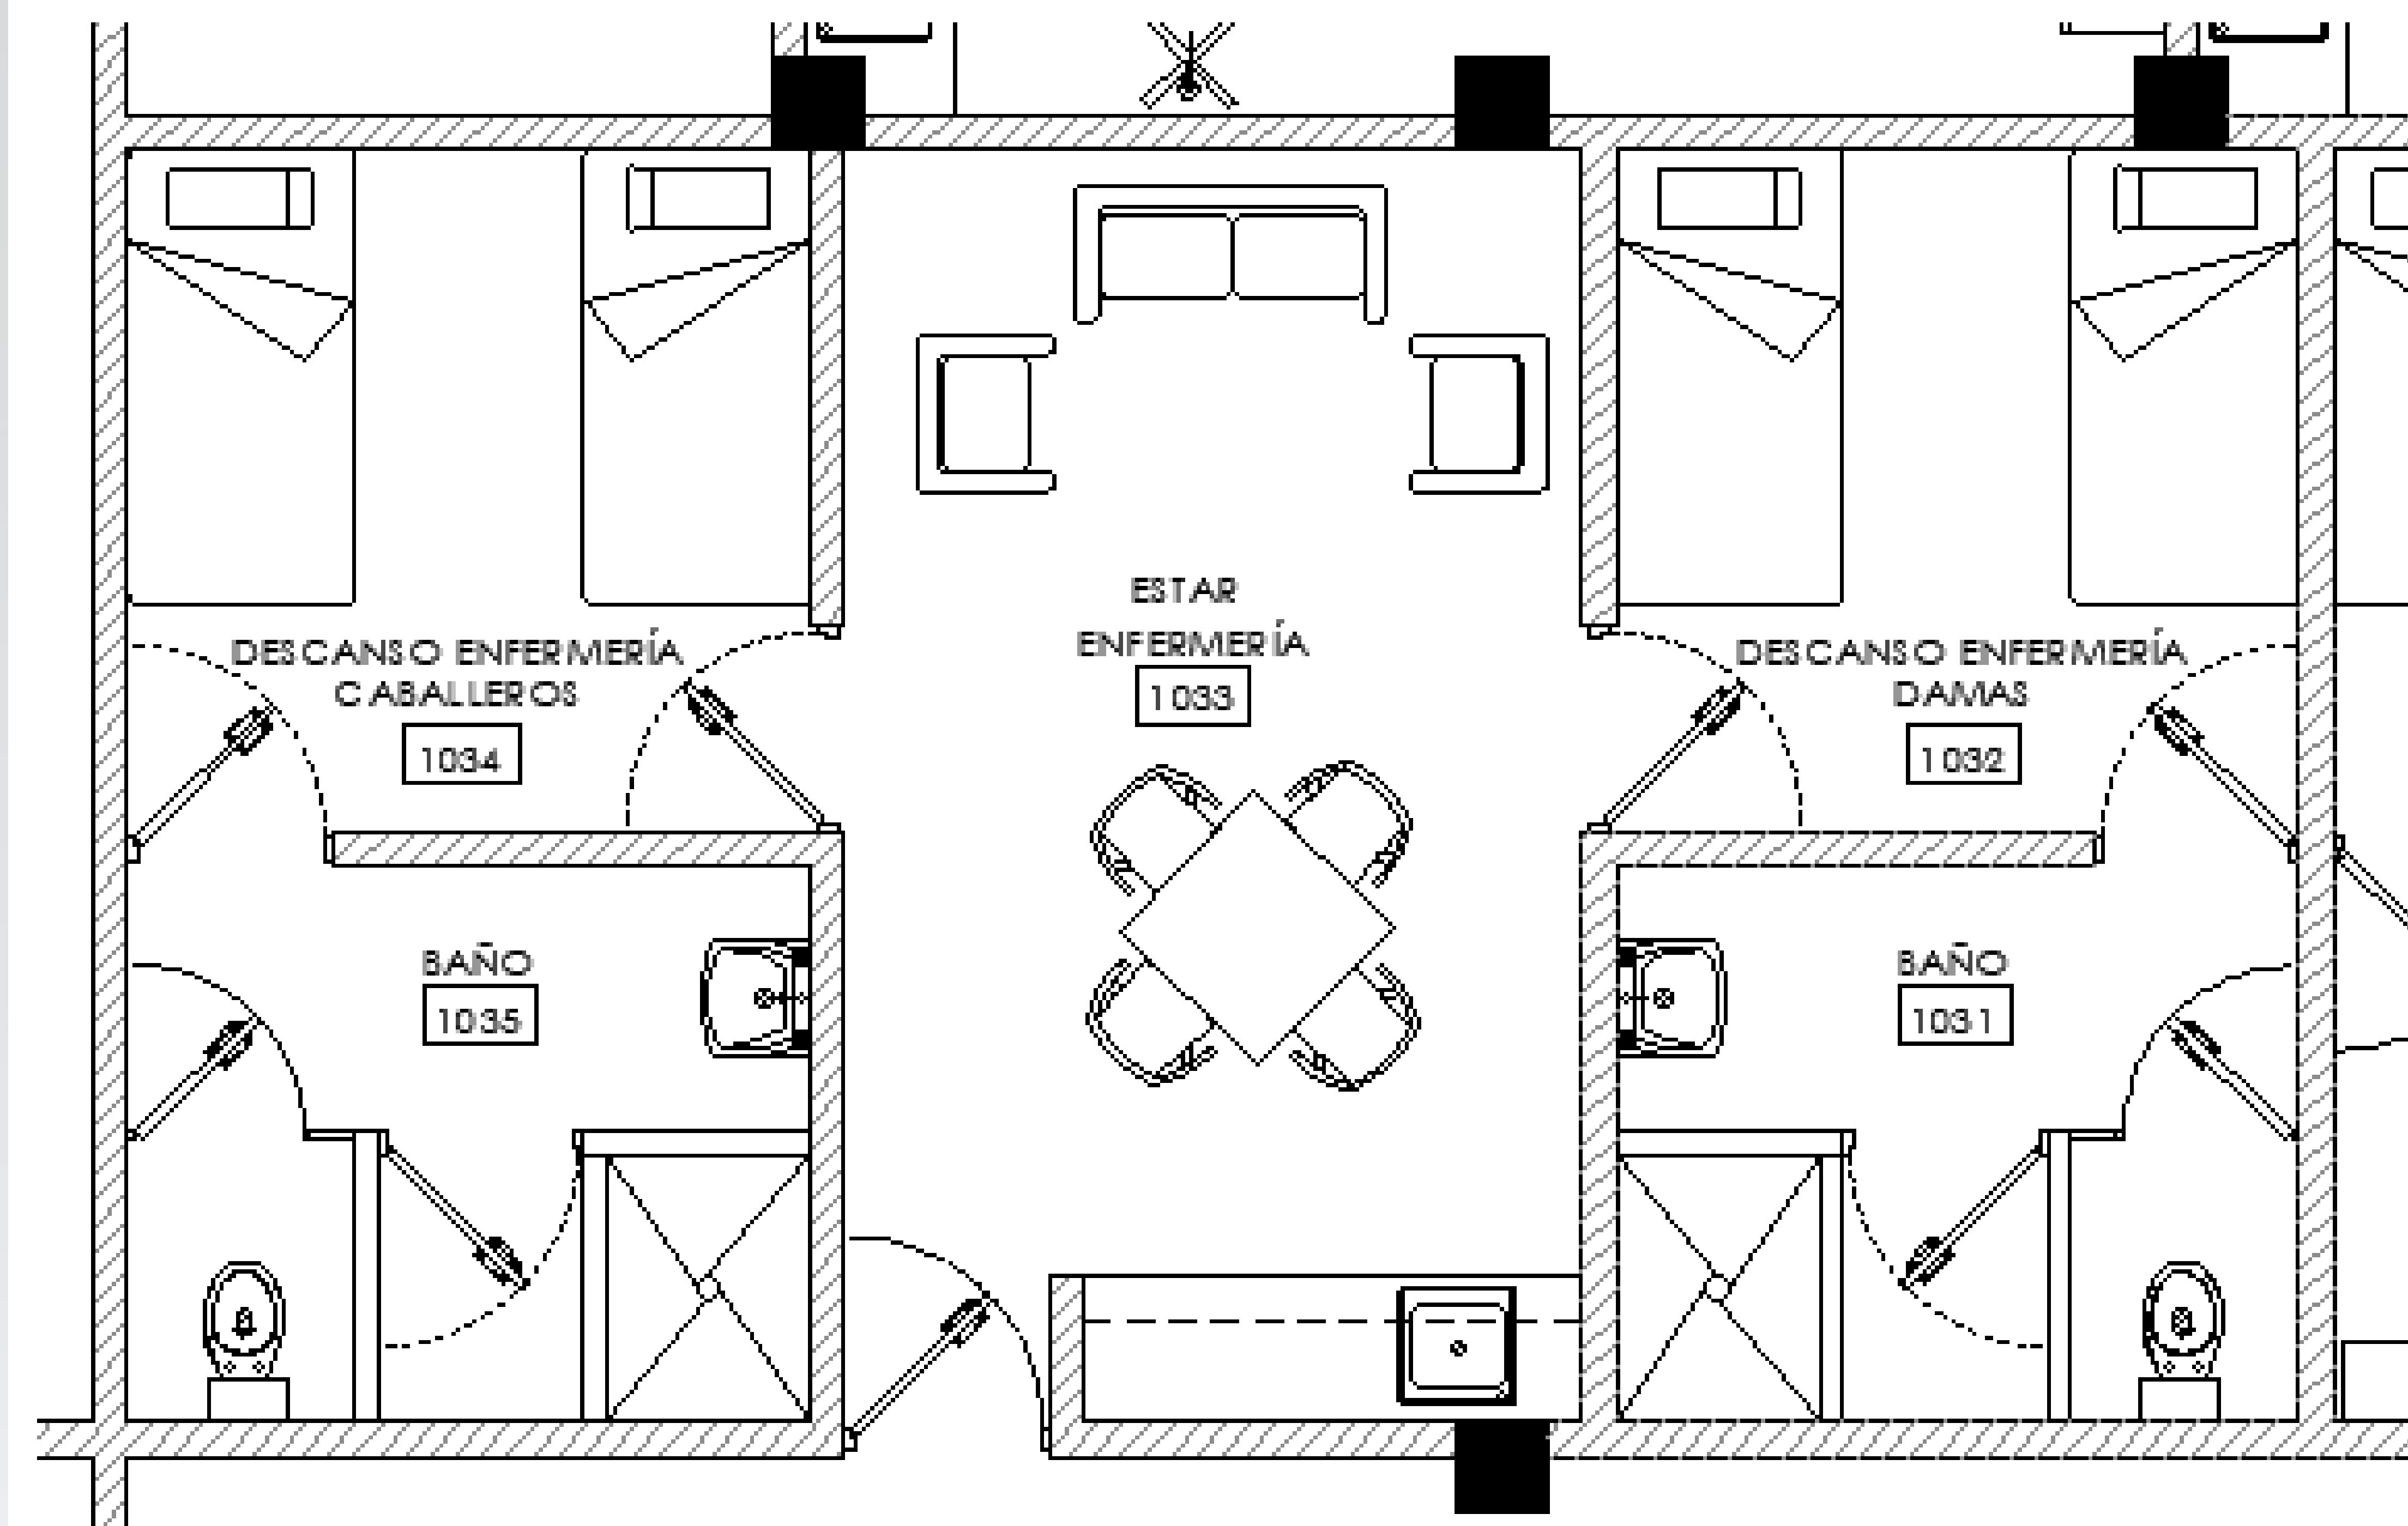 ESTAR
ENFERMERÍA
1033
DESCANSO ENFERMERÍA
CABALLEROS
1034
DESCANSO ENFERMERÍA
DAMAS
1032
BAÑO
1035
BAÑO
1031